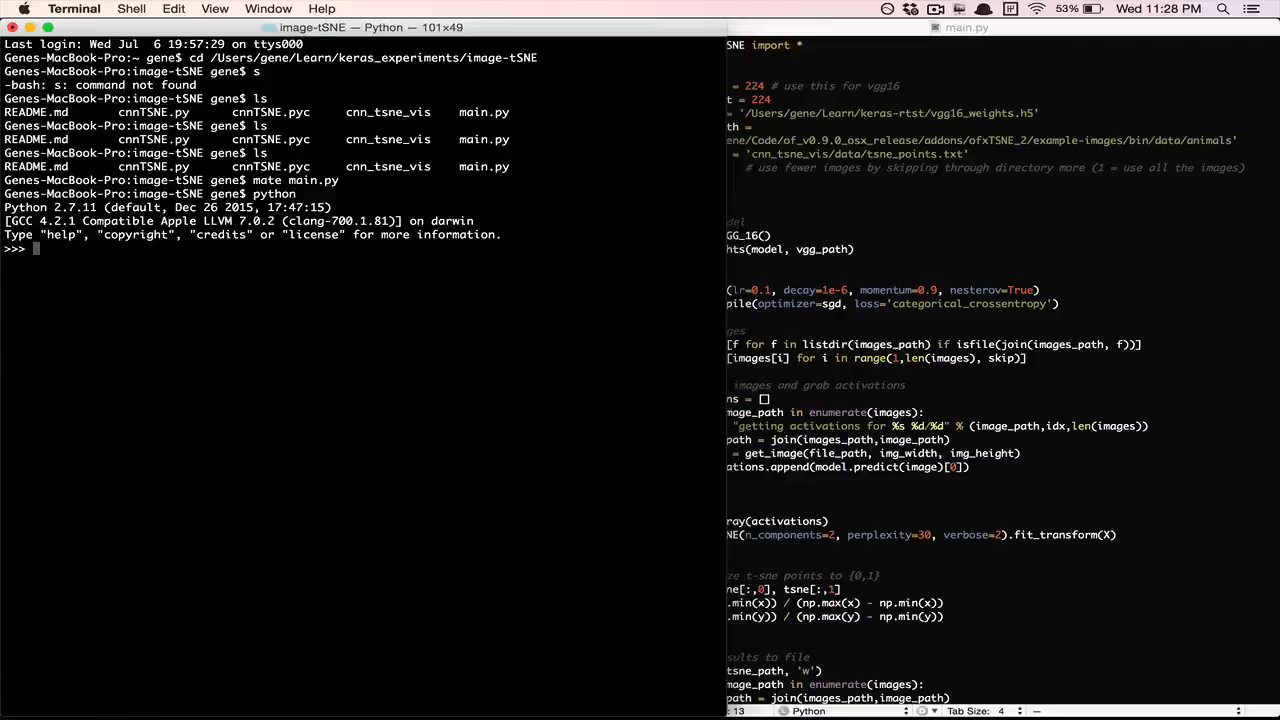 Terminal Shell Edit View Window Help 53% Wed 11:28 PM
image-tSNE — Python — 101×49
Last login: Wed Jul  6 19:57:29 on ttys000
Genes-MacBook-Pro:~ gene$ cd /Users/gene/Learn/keras_experiments/image-tSNE
Genes-MacBook-Pro:image-tSNE gene$ s
-bash: s: command not found
Genes-MacBook-Pro:image-tSNE gene$ ls
README.md cnnTSNE.py cnnTSNE.pyc cnn_tsne_vis main.py
Genes-MacBook-Pro:image-tSNE gene$ ls
README.md cnnTSNE.py cnnTSNE.pyc cnn_tsne_vis main.py
Genes-MacBook-Pro:image-tSNE gene$ ls
README.md cnnTSNE.py cnnTSNE.pyc cnn_tsne_vis main.py
Genes-MacBook-Pro:image-tSNE gene$ mate main.py
Genes-MacBook-Pro:image-tSNE gene$ python
Python 2.7.11 (default, Dec 26 2015, 17:47:15)
[GCC 4.2.1 Compatible Apple LLVM 7.0.2 (clang-700.1.81)] on darwin
Type "help", "copyright", "credits" or "license" for more information.
>>>
main.py
SNE import *
= 224 # use this for vgg16
t = 224
= '/Users/gene/Learn/keras-rtst/vgg16_weights.h5'
th =
ene/Code/of_v0.9.0_osx_release/addons/ofxTSNE_2/example-images/bin/data/animals'
= 'cnn_tsne_vis/data/tsne_points.txt'
# use fewer images by skipping through directory more (1 = use all the images)
del
GG_16()
hts(model, vgg_path)
(lr=0.1, decay=1e-6, momentum=0.9, nesterov=True)
pile(optimizer=sgd, loss='categorical_crossentropy')
ges
[f for f in listdir(images_path) if isfile(join(images_path, f))]
[images[i] for i in range(1,len(images), skip)]
images and grab activations
ns = []
mage_path in enumerate(images):
"getting activations for %s %d/%d" % (image_path,idx,len(images))
path = join(images_path,image_path)
= get_image(file_path, img_width, img_height)
ations.append(model.predict(image)[0])
ray(activations)
NE(n_components=2, perplexity=30, verbose=2).fit_transform(X)
ze t-sne points to {0,1}
ne[:,0], tsne[:,1]
.min(x)) / (np.max(x) - np.min(x))
.min(y)) / (np.max(y) - np.min(y))
sults to file
tsne_path, 'w')
mage_path in enumerate(images):
path = join(images_path,image_path)
: 13 Python Tab Size: 4 —